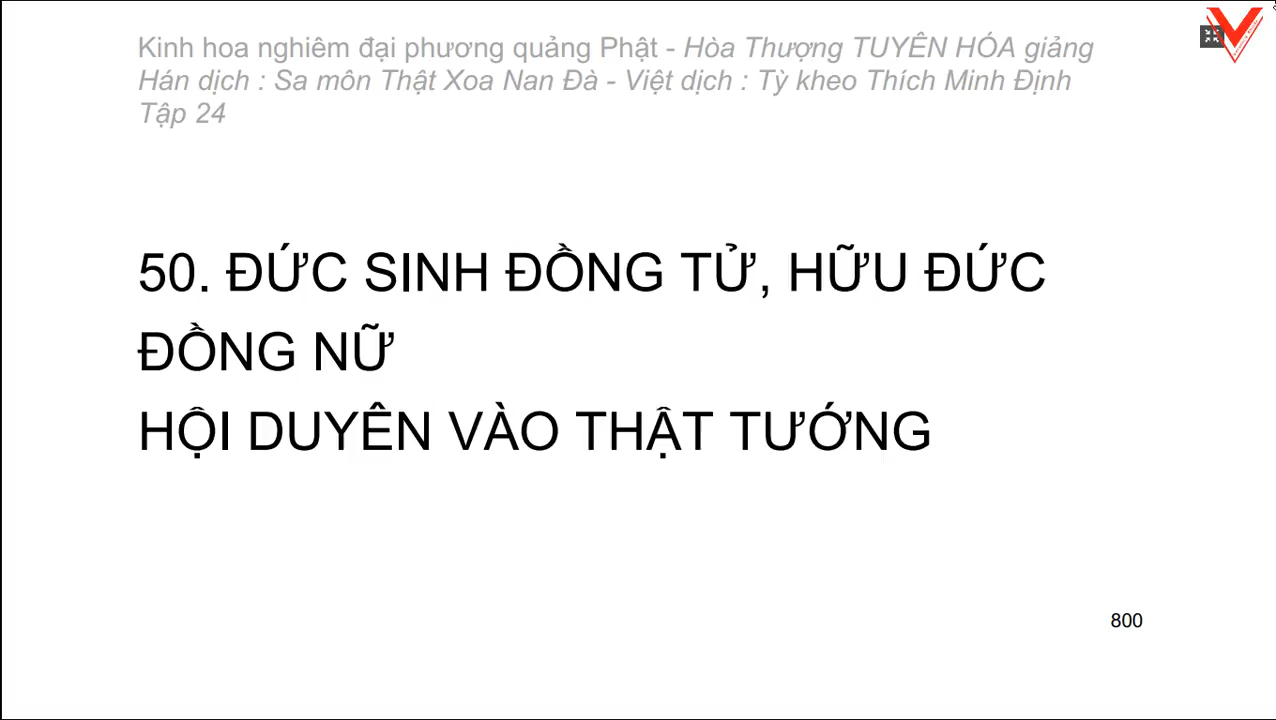 Kinh hoa nghiêm đại phương quảng Phật - Hòa Thượng TUYÊN HÓA giảng
Hán dịch : Sa môn Thật Xoa Nan Đà - Việt dịch : Tỳ kheo Thích Minh Định
Tập 24
50. ĐỨC SINH ĐỒNG TỬ, HỮU ĐỨC
ĐỒNG NỮ
HỘI DUYÊN VÀO THẬT TƯỚNG
800